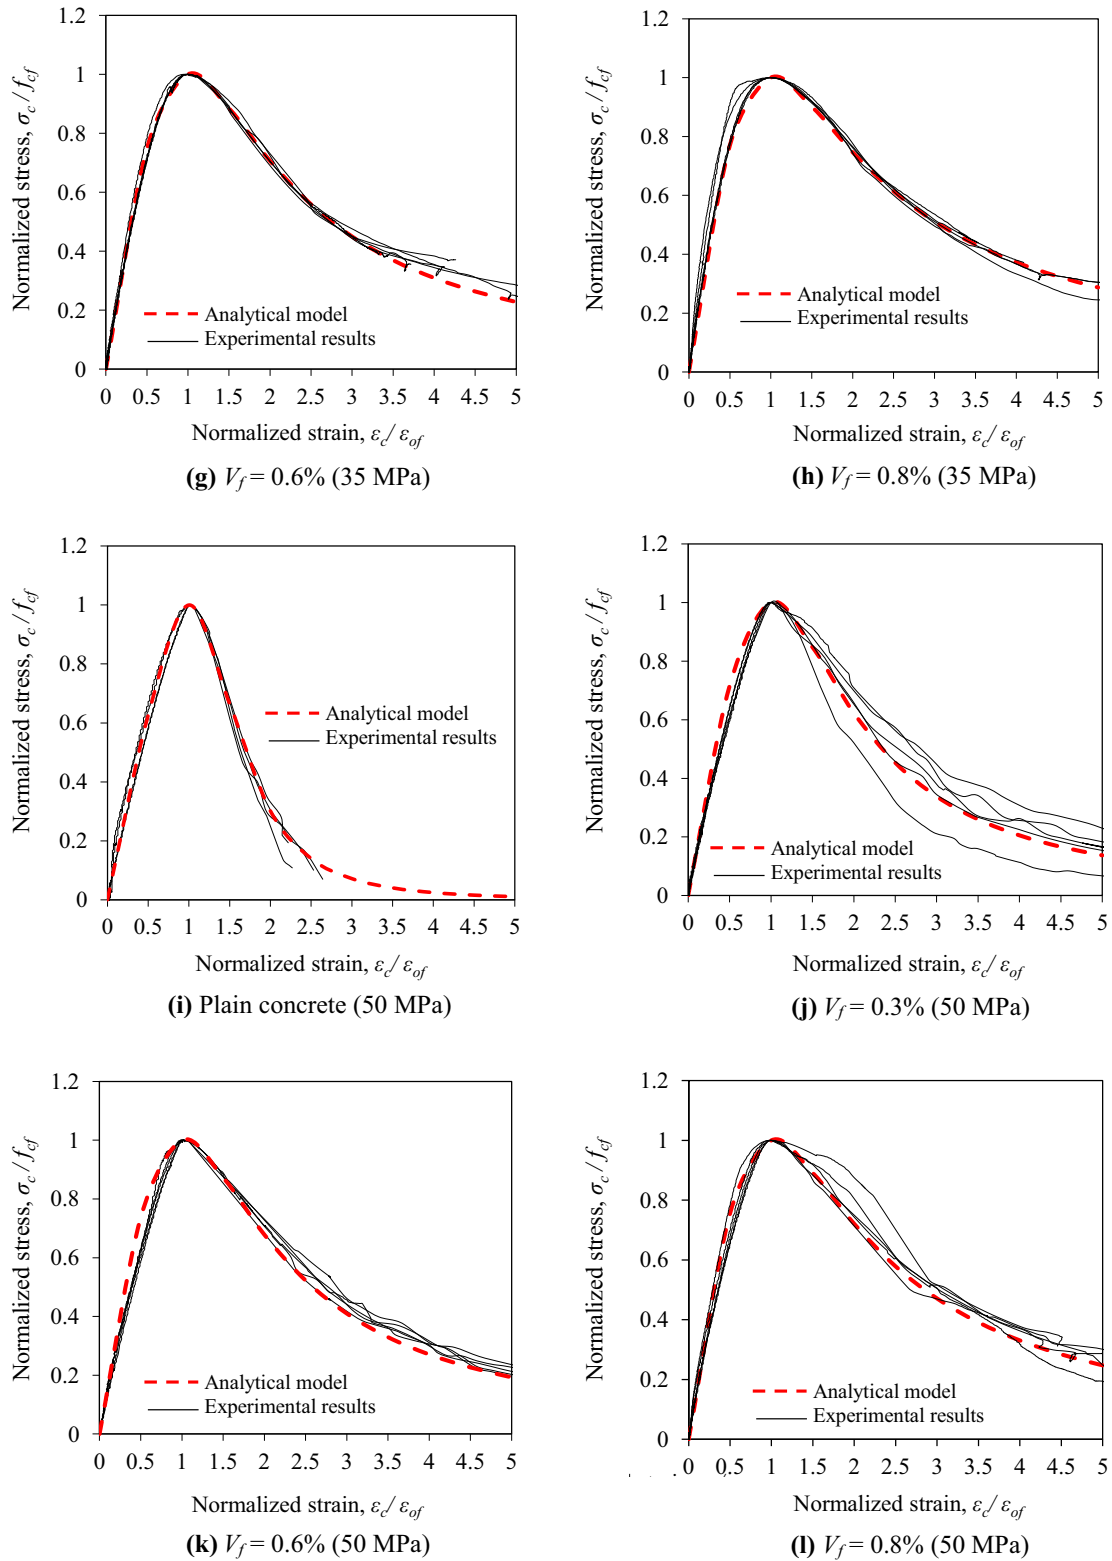 1.2
1
0.8
0.6
0.4
0.2
0
Normalized stress, σc / fcf
Analytical model
Experimental results
0 0.5 1 1.5 2 2.5 3 3.5 4 4.5 5
Normalized strain, εc / εof
(g) Vf = 0.6% (35 MPa)
1.2
1
0.8
0.6
0.4
0.2
0
Normalized stress, σc / fcf
Analytical model
Experimental results
0 0.5 1 1.5 2 2.5 3 3.5 4 4.5 5
Normalized strain, εc / εof
(h) Vf = 0.8% (35 MPa)
1.2
1
0.8
0.6
0.4
0.2
0
Normalized stress, σc / fcf
Analytical model
Experimental results
0 0.5 1 1.5 2 2.5 3 3.5 4 4.5 5
Normalized strain, εc / εof
(i) Plain concrete (50 MPa)
1.2
1
0.8
0.6
0.4
0.2
0
Normalized stress, σc / fcf
Analytical model
Experimental results
0 0.5 1 1.5 2 2.5 3 3.5 4 4.5 5
Normalized strain, εc / εof
(j) Vf = 0.3% (50 MPa)
1.2
1
0.8
0.6
0.4
0.2
0
Normalized stress, σc / fcf
Analytical model
Experimental results
0 0.5 1 1.5 2 2.5 3 3.5 4 4.5 5
Normalized strain, εc / εof
(k) Vf = 0.6% (50 MPa)
1.2
1
0.8
0.6
0.4
0.2
0
Normalized stress, σc / fcf
Analytical model
Experimental results
0 0.5 1 1.5 2 2.5 3 3.5 4 4.5 5
Normalized strain, εc / εof
(l) Vf = 0.8% (50 MPa)